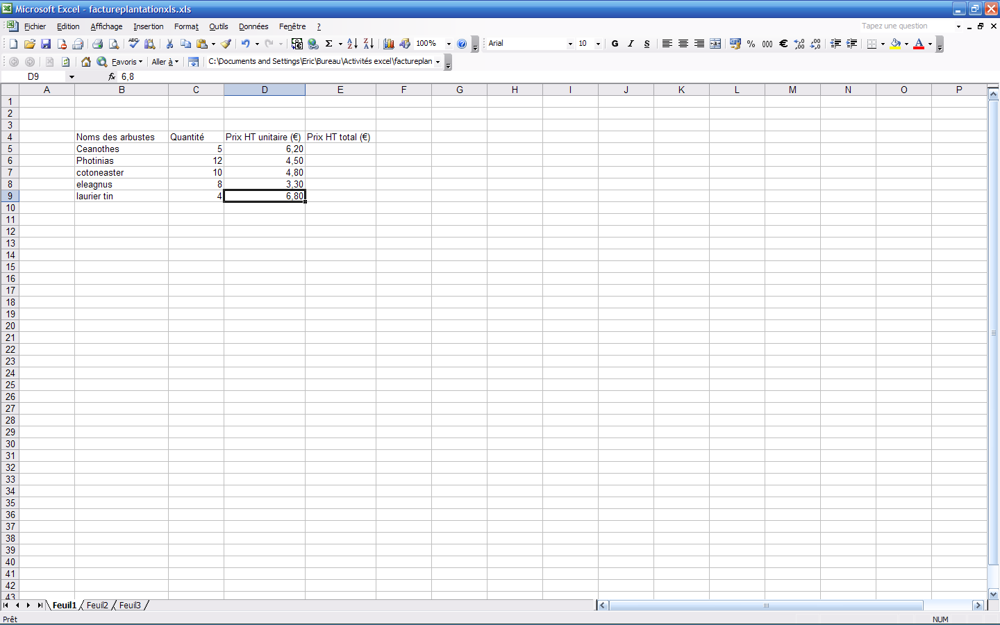 Microsoft Excel - factureplantationxls.xls
Fichier Edition Affichage Insertion Format Outils Données Fenêtre ? Tapez une question
100% Arial 10 G I S % 000 €
Favoris Aller à C:\Documents and Settings\Eric\Bureau\Activités excel\factureplan
D9 fx 6,8
A B C D E F G H I J K L M N O P
1
2
3
4 Noms des arbustes Quantité Prix HT unitaire (€) Prix HT total (€)
5 Ceanothes 5 6,20
6 Photinias 12 4,50
7 cotoneaster 10 4,80
8 eleagnus 8 3,30
9 laurier tin 4 6,80
10
11
12
13
14
15
16
17
18
19
20
21
22
23
24
25
26
27
28
29
30
31
32
33
34
35
36
37
38
39
40
41
42
43
Feuil1 Feuil2 Feuil3
Prêt NUM